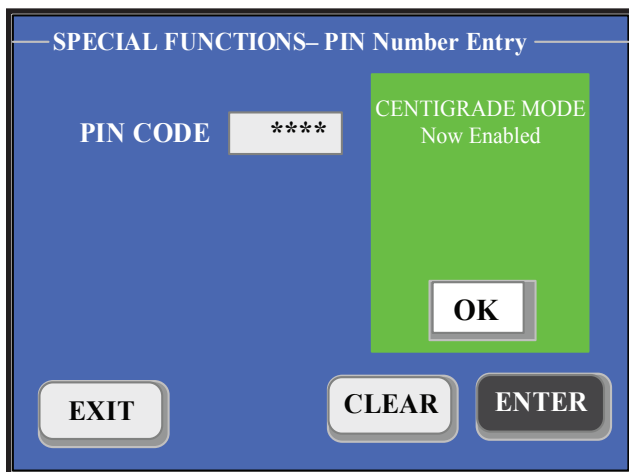 SPECIAL FUNCTIONS– PIN Number Entry
PIN CODE ****
CENTIGRADE MODE
Now Enabled
OK
EXIT
CLEAR
ENTER